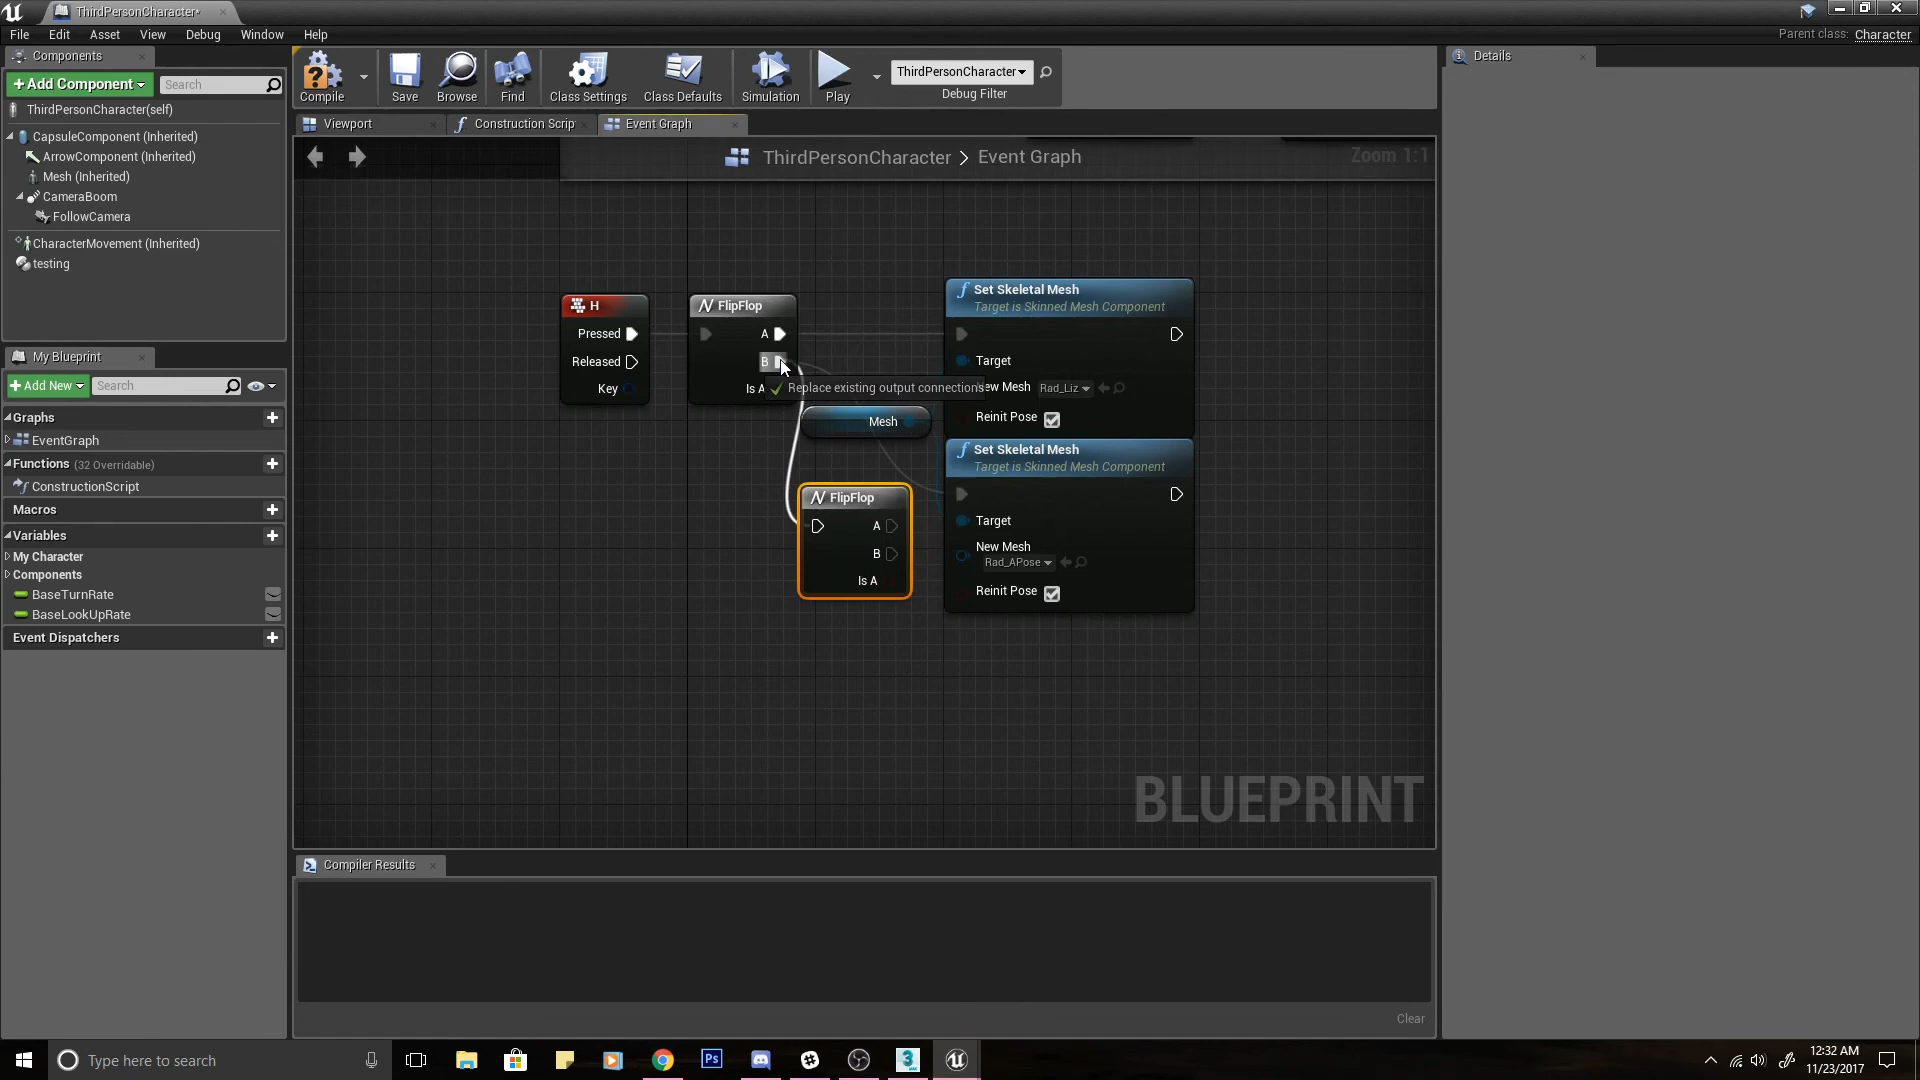 ThirdPersonCharacter*
File Edit Asset View Debug Window Help
Parent class: Character
Components
+Add Component
Search
ThirdPersonCharacter(self)
CapsuleComponent (Inherited)
ArrowComponent (Inherited)
Mesh (Inherited)
CameraBoom
FollowCamera
CharacterMovement (Inherited)
testing
My Blueprint
+Add New
Search
Graphs
EventGraph
Functions (32 Overridable)
ConstructionScript
Macros
Variables
My Character
Components
BaseTurnRate
BaseLookUpRate
Event Dispatchers
Compile
Save
Browse
Find
Class Settings
Class Defaults
Simulation
Play
ThirdPersonCharacter
Debug Filter
Viewport
Construction Scrip
Event Graph
ThirdPersonCharacter > Event Graph
Zoom 1:1
H
Pressed
Released
Key
FlipFlop
A
B
Is A
Replace existing output connections
Mesh
FlipFlop
A
B
Is A
Set Skeletal Mesh
Target is Skinned Mesh Component
Target
ew Mesh Rad_Liz
Reinit Pose
Set Skeletal Mesh
Target is Skinned Mesh Component
Target
New Mesh
Rad_APose
Reinit Pose
BLUEPRINT
Compiler Results
Clear
Details
Type here to search
Ps
3
12:32 AM
11/23/2017